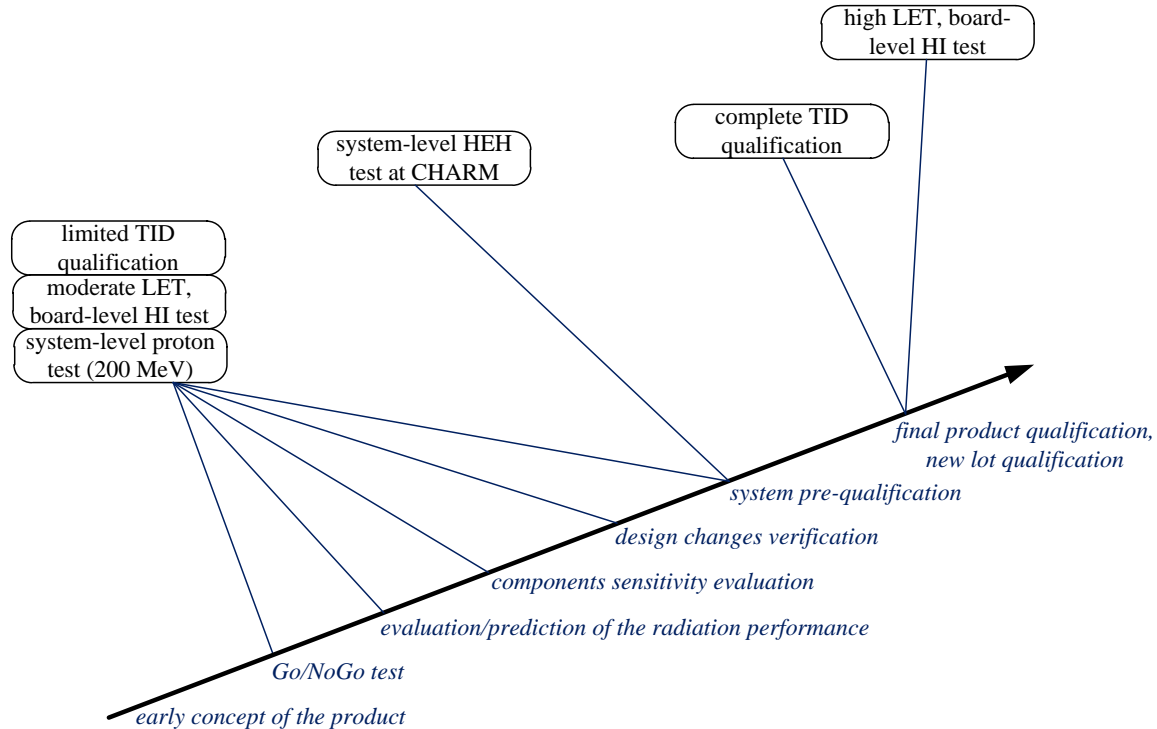 high LET, board-
level HI test
complete TID
qualification
system-level HEH
test at CHARM
limited TID
qualification
moderate LET,
board-level HI test
system-level proton
test (200 MeV)
final product qualification,
new lot qualification
system pre-qualification
design changes verification
components sensitivity evaluation
evaluation/prediction of the radiation performance
Go/NoGo test
early concept of the product